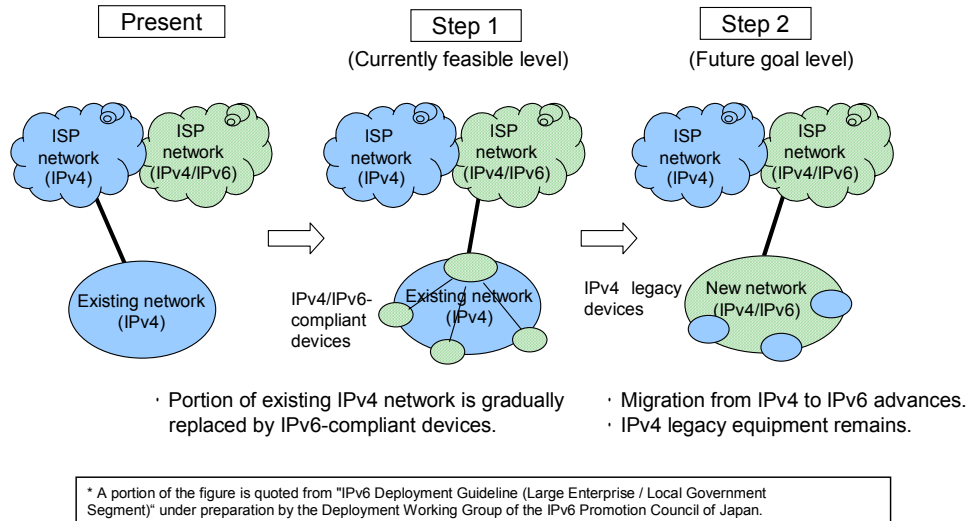 Present
Step 1
(Currently feasible level)
Step 2
(Future goal level)
ISP
network
(IPv4)
ISP
network
(IPv4/IPv6)
ISP
network
(IPv4)
ISP
network
(IPv4/IPv6)
ISP
network
(IPv4)
ISP
network
(IPv4/IPv6)
Existing network
(IPv4)
IPv4/IPv6-
compliant
devices
Existing network
(IPv4)
IPv4 legacy
devices
New network
(IPv4/IPv6)
· Portion of existing IPv4 network is gradually
replaced by IPv6-compliant devices.
· Migration from IPv4 to IPv6 advances.
· IPv4 legacy equipment remains.
* A portion of the figure is quoted from "IPv6 Deployment Guideline (Large Enterprise / Local Government
Segment)“ under preparation by the Deployment Working Group of the IPv6 Promotion Council of Japan.